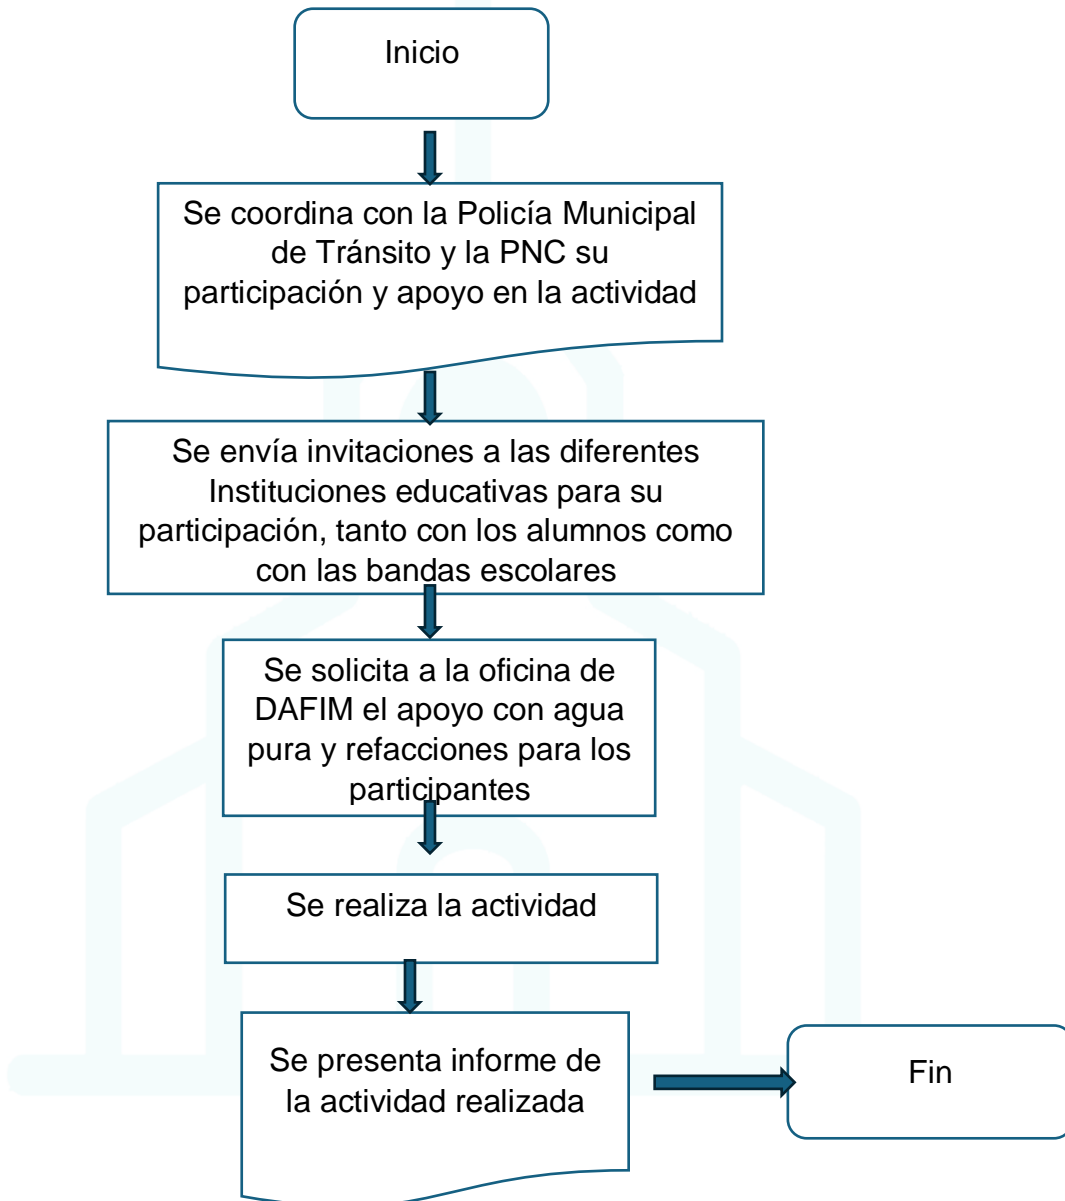 Inicio
Se coordina con la Policía Municipal
de Tránsito y la PNC su
participación y apoyo en la actividad
Se envía invitaciones a las diferentes
Instituciones educativas para su
participación, tanto con los alumnos como
con las bandas escolares
Se solicita a la oficina de
DAFIM el apoyo con agua
pura y refacciones para los
participantes
Se realiza la actividad
Se presenta informe de
la actividad realizada
Fin